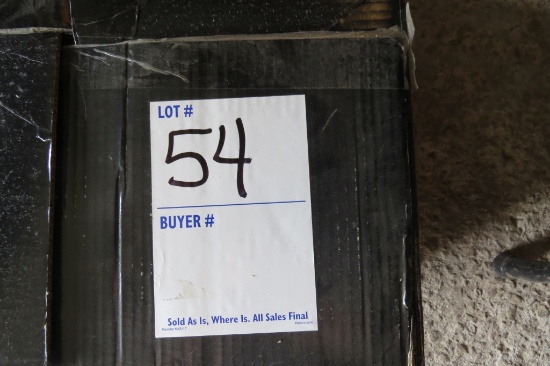 LOT #
54
BUYER #
Sold As Is, Where Is. All Sales Final